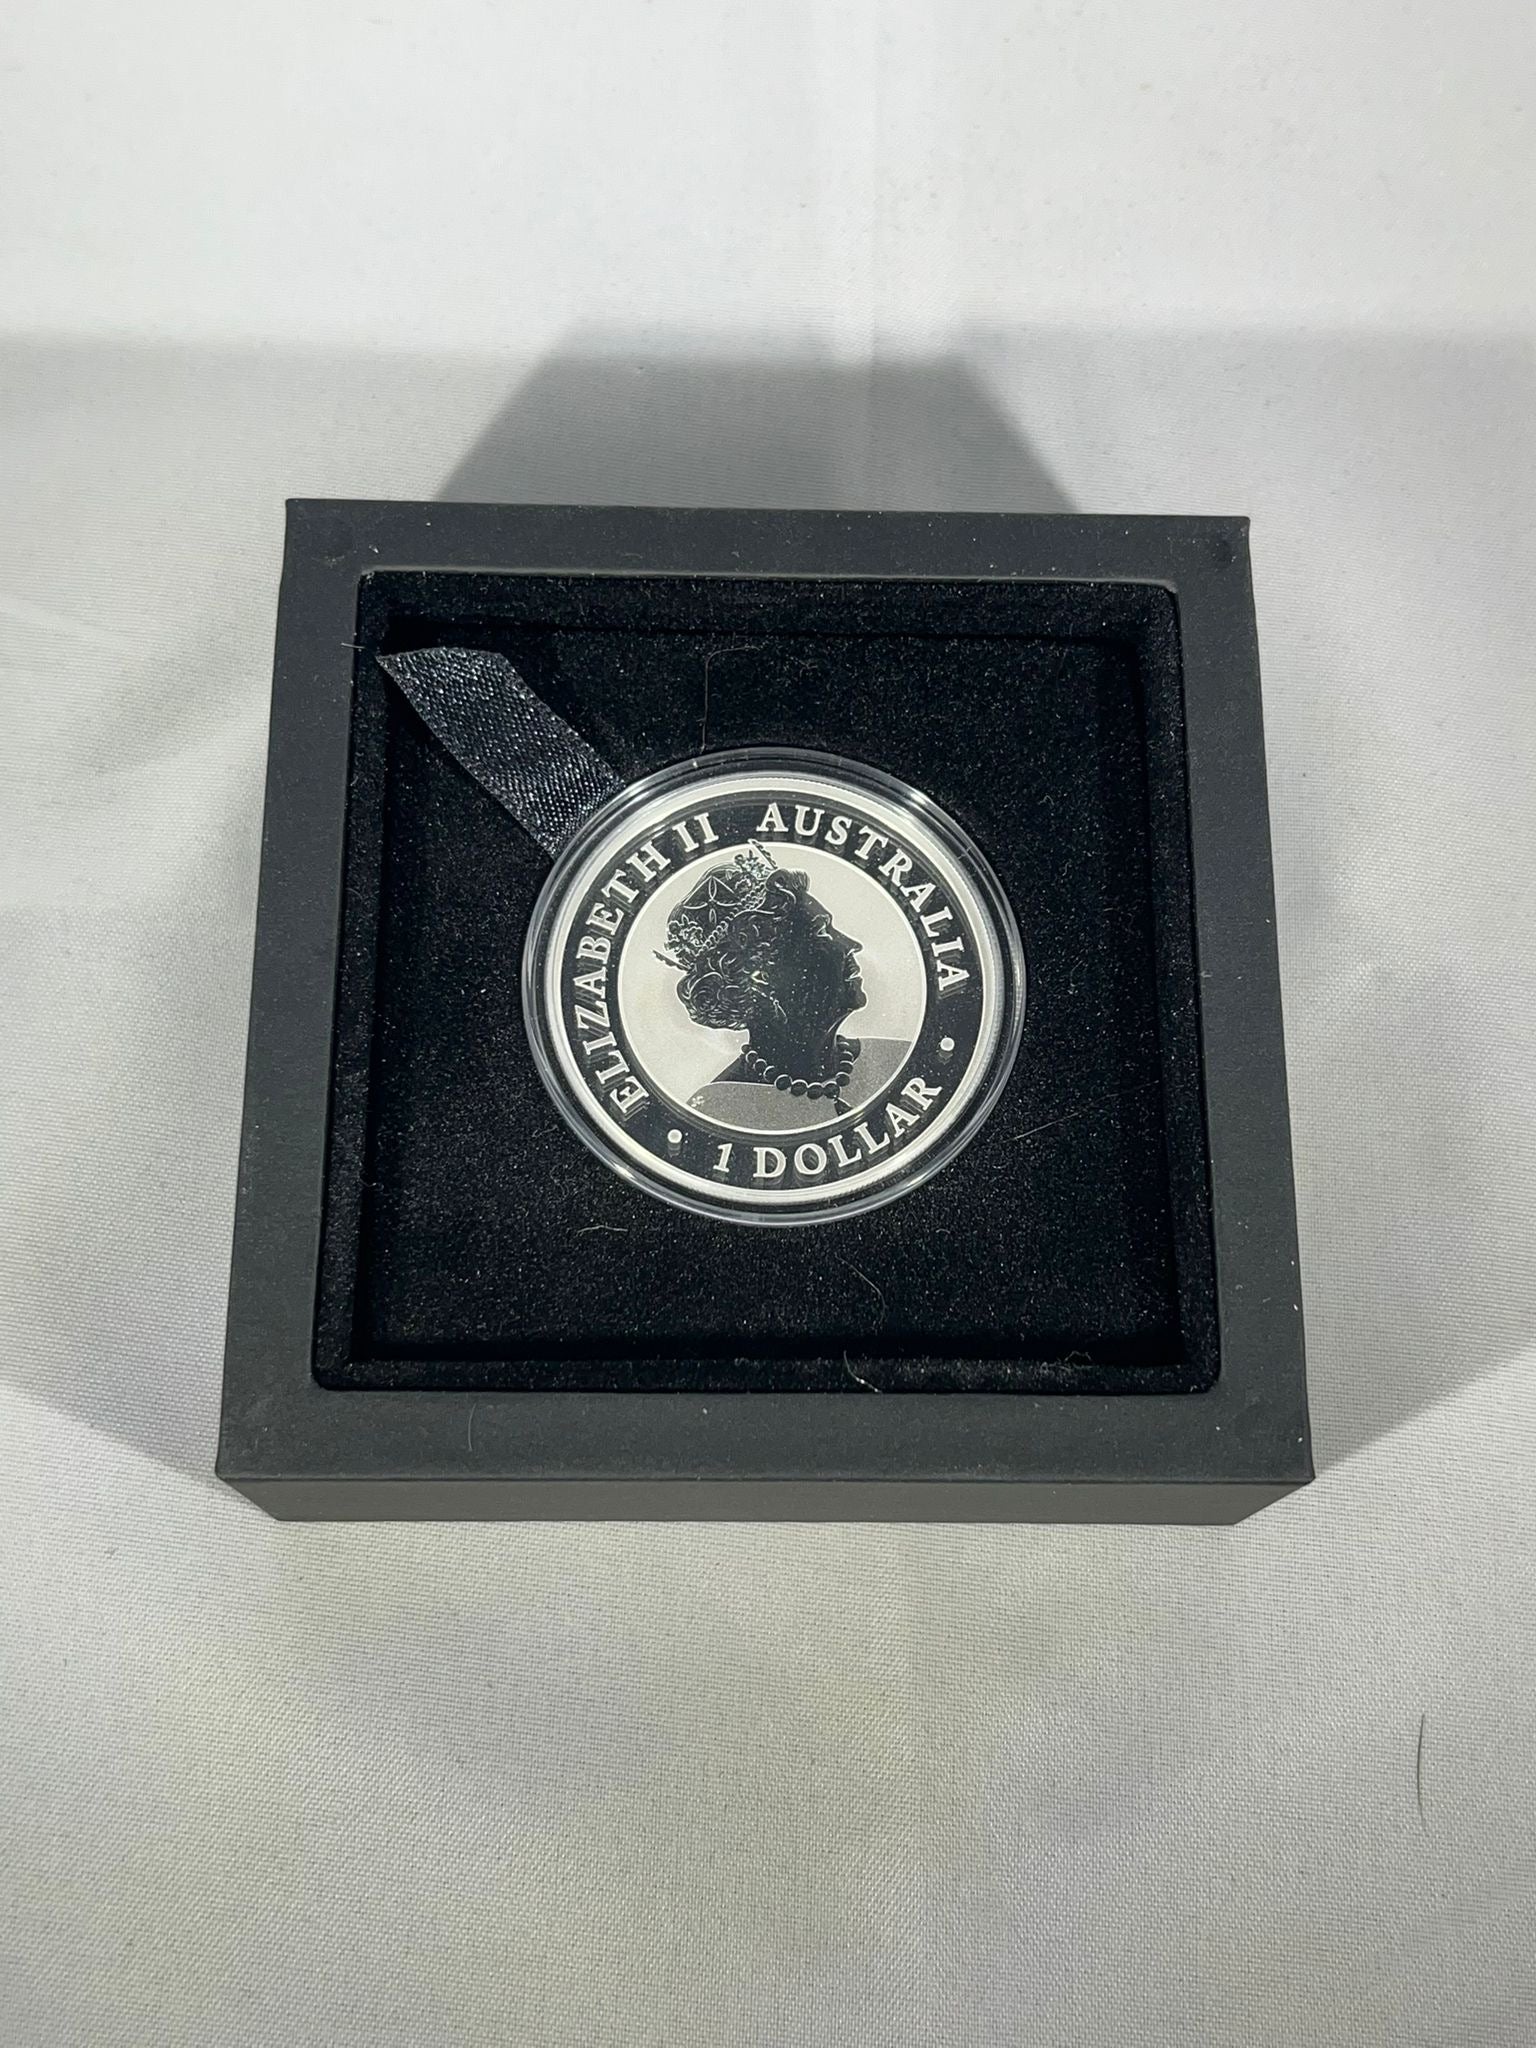 ELIZABETH II AUSTRALIA
• 1 DOLLAR •